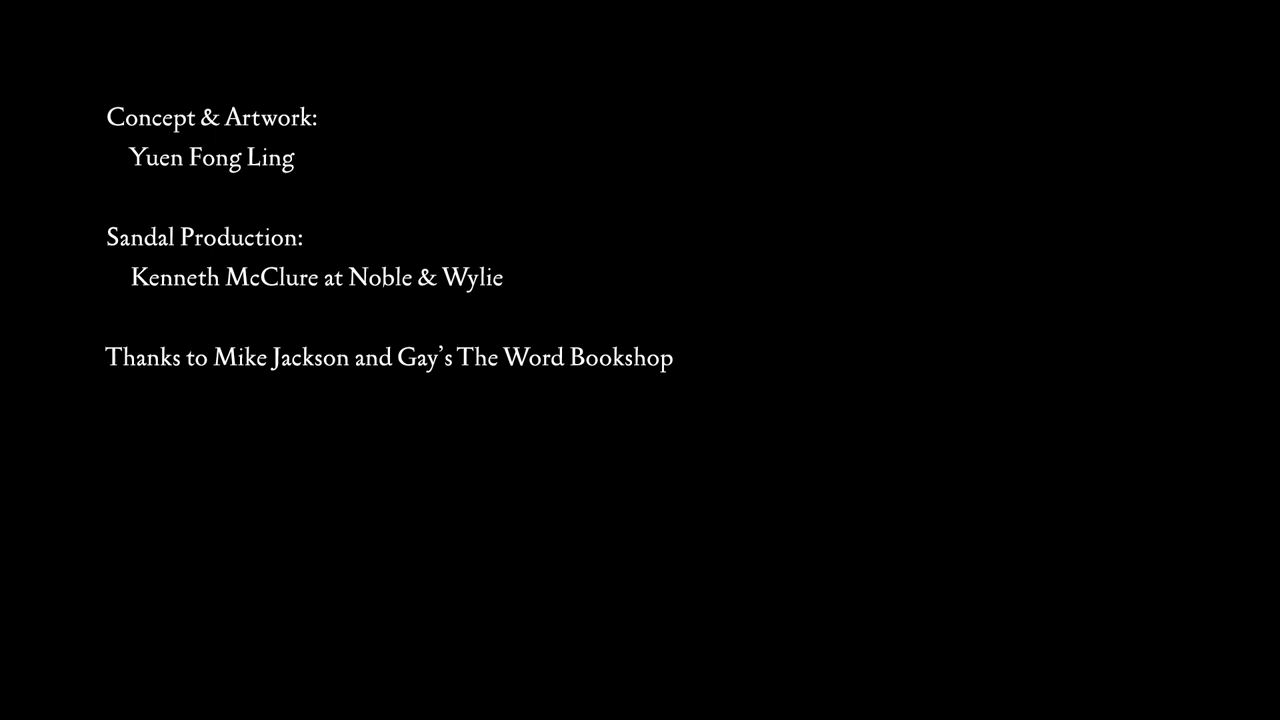 Concept & Artwork:
Yuen Fong Ling
Sandal Production:
Kenneth McClure at Noble & Wylie
Thanks to Mike Jackson and Gay’s The Word Bookshop